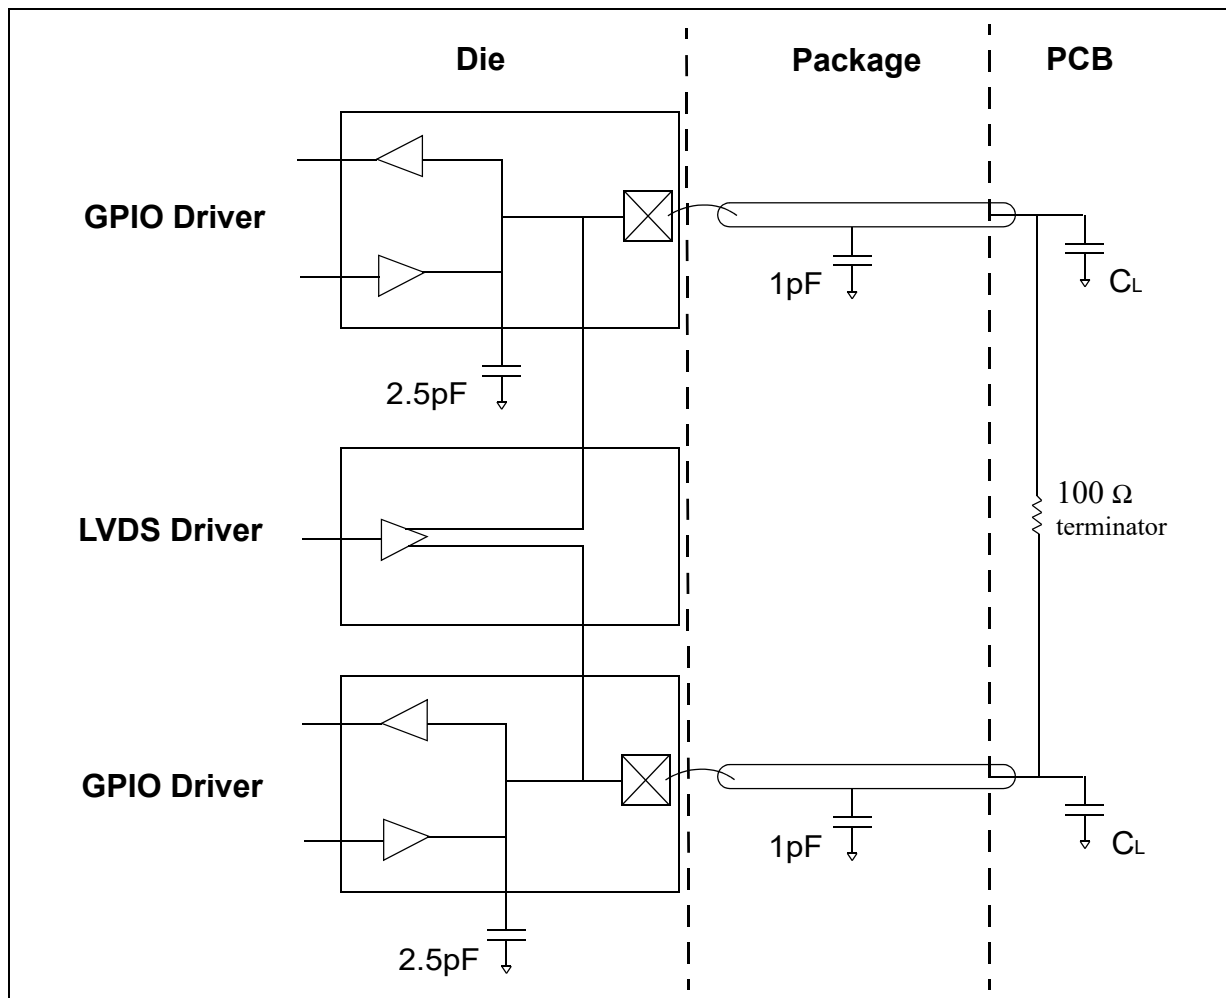 Die
Package
PCB
GPIO Driver
1pF
CL
2.5pF
LVDS Driver
100 Ω
terminator
GPIO Driver
1pF
CL
2.5pF